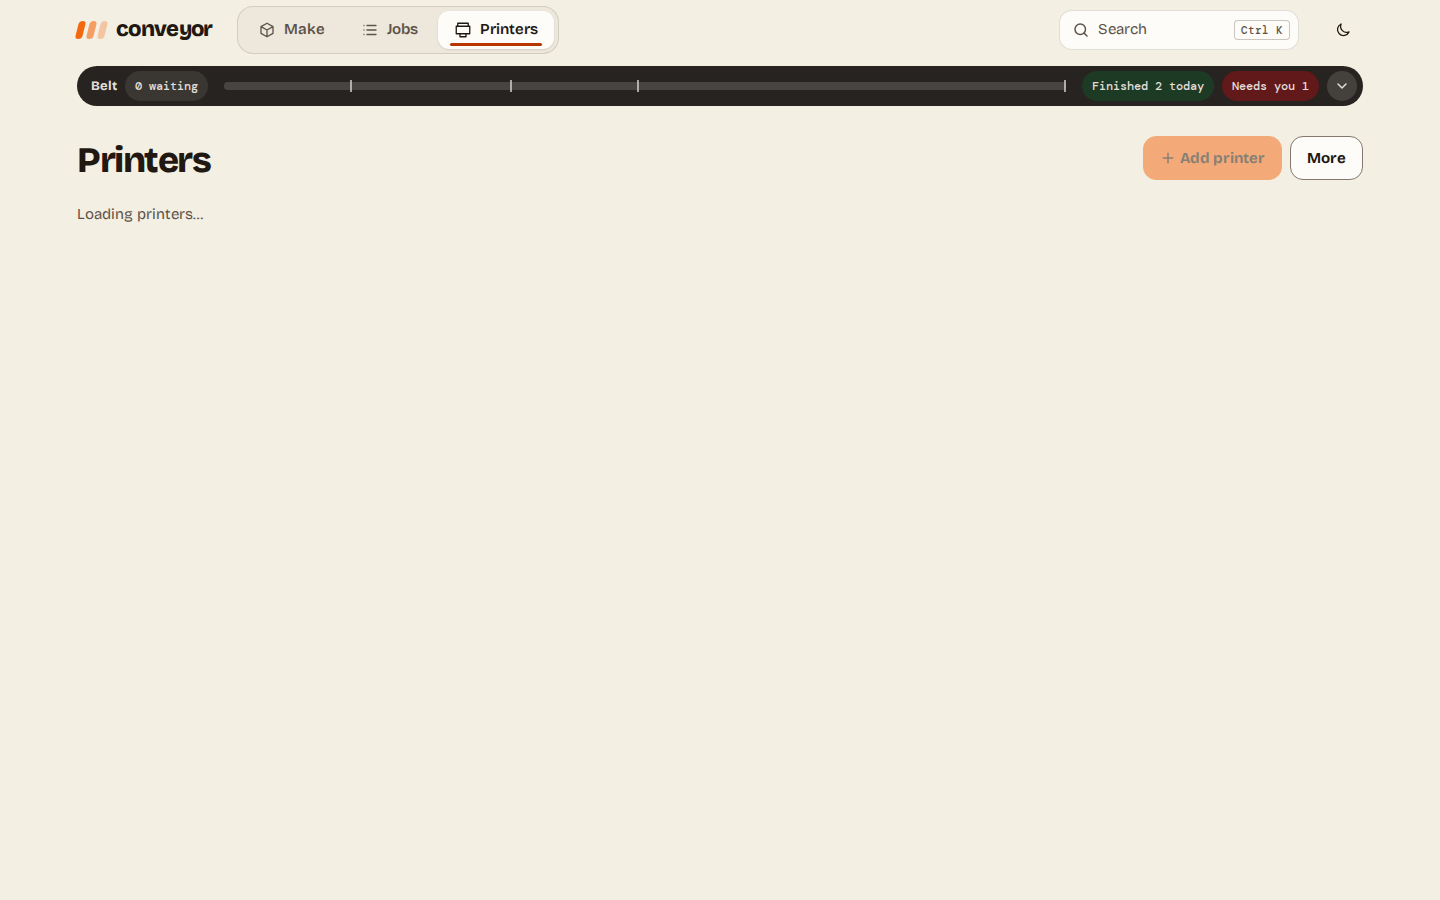 conveyor Make Jobs Printers Search Ctrl K
Belt 0 waiting Finished 2 today Needs you 1
Printers + Add printer More
Loading printers...